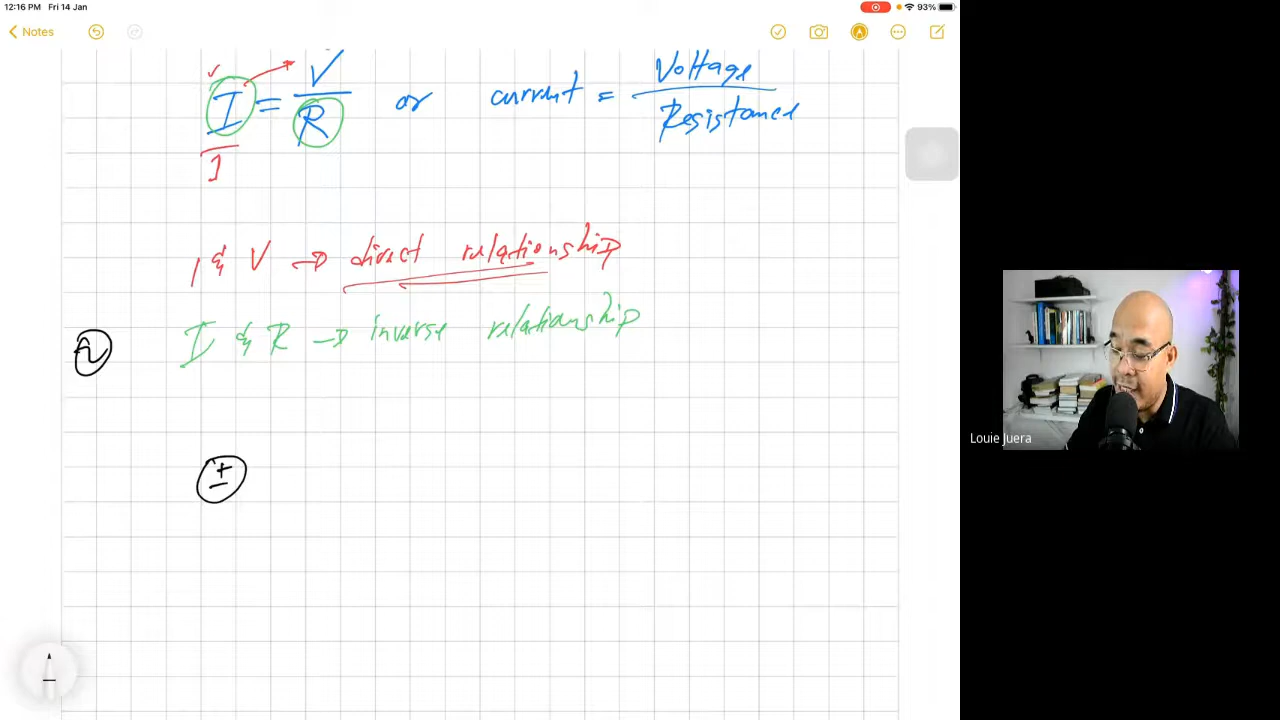 12:16 PM Fri 14 Jan
93%
Notes
I = V/R or current = Voltage/Resistance
I
I & V → direct relationship
I & R → inverse relationship
~
±
Louie Juera